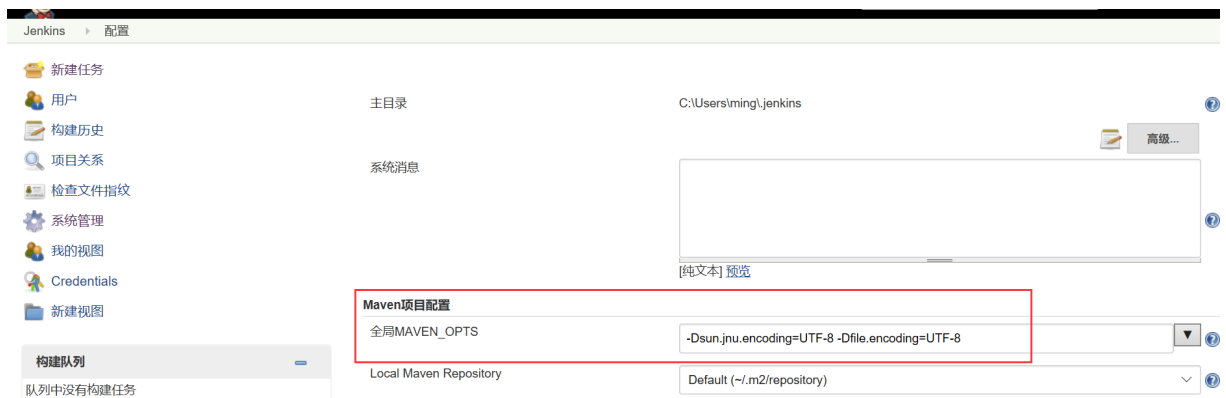 Jenkins 配置
新建任务
用户
构建历史
项目关系
检查文件指纹
系统管理
我的视图
Credentials
新建视图
构建队列
队列中没有构建任务
主目录 C:\Users\ming\.jenkins
高级...
系统消息
[纯文本] 预览
Maven项目配置
全局MAVEN_OPTS -Dsun.jnu.encoding=UTF-8 -Dfile.encoding=UTF-8
Local Maven Repository Default (~/.m2/repository)